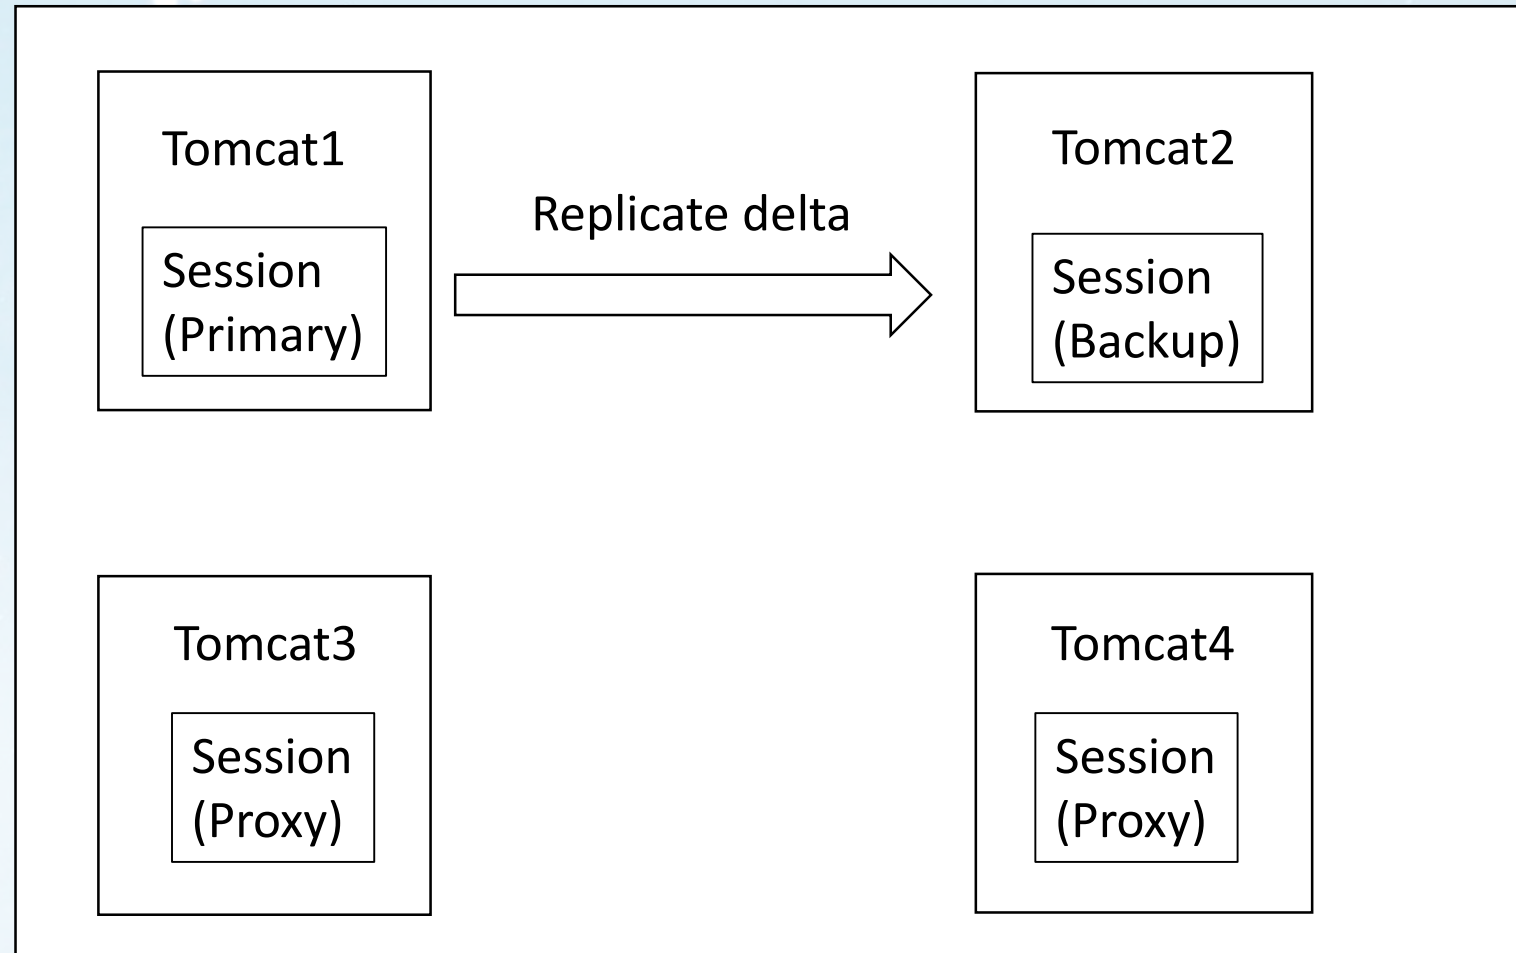 Tomcat1
Session
(Primary)
Replicate delta
Tomcat2
Session
(Backup)
Tomcat3
Session
(Proxy)
Tomcat4
Session
(Proxy)